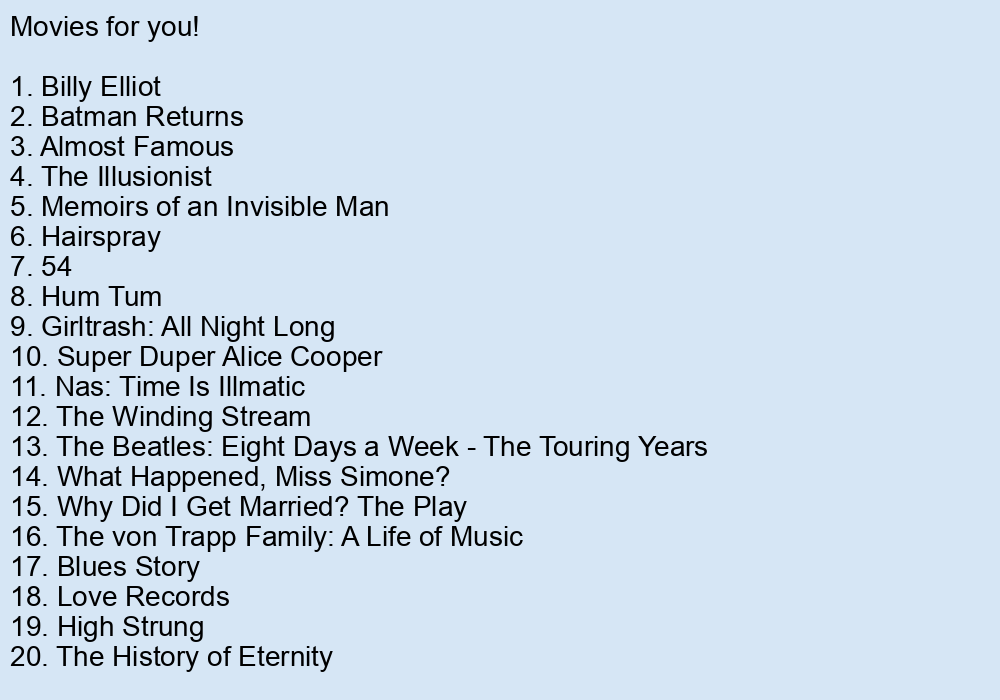 Movies for you!
1. Billy Elliot
2. Batman Returns
3. Almost Famous
4. The Illusionist
5. Memoirs of an Invisible Man
6. Hairspray
7. 54
8. Hum Tum
9. Girltrash: All Night Long
10. Super Duper Alice Cooper
11. Nas: Time Is Illmatic
12. The Winding Stream
13. The Beatles: Eight Days a Week - The Touring Years
14. What Happened, Miss Simone?
15. Why Did I Get Married? The Play
16. The von Trapp Family: A Life of Music
17. Blues Story
18. Love Records
19. High Strung
20. The History of Eternity